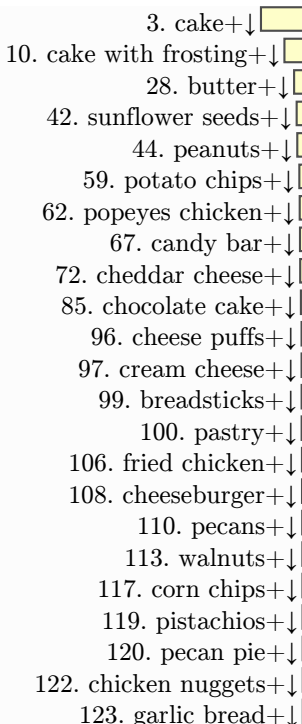 3. cake+↓
10. cake with frosting+↓
28. butter+↓
42. sunflower seeds+↓
44. peanuts+↓
59. potato chips+↓
62. popeyes chicken+↓
67. candy bar+↓
72. cheddar cheese+↓
85. chocolate cake+↓
96. cheese puffs+↓
97. cream cheese+↓
99. breadsticks+↓
100. pastry+↓
106. fried chicken+↓
108. cheeseburger+↓
110. pecans+↓
113. walnuts+↓
117. corn chips+↓
119. pistachios+↓
120. pecan pie+↓
122. chicken nuggets+↓
123. garlic bread+↓